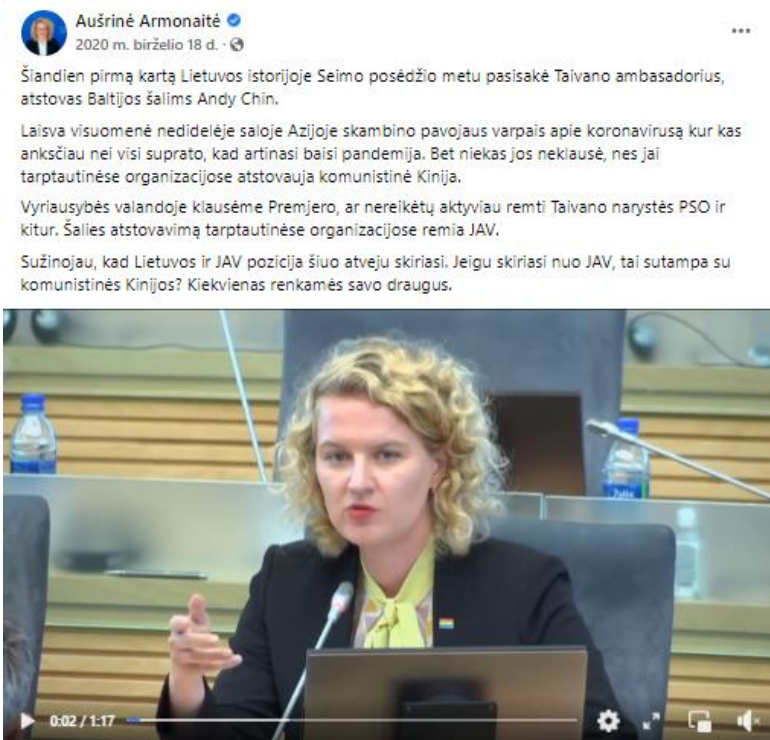 Aušrinė Armonaitė
2020 m. birželio 18 d. ·
Šiandien pirmą kartą Lietuvos istorijoje Seimo posėdžio metu pasisakė Taivano ambasadorius,
atstovas Baltijos šalims Andy Chin.
Laisva visuomenė nedidelėje saloje Azijoje skambino pavojaus varpais apie koronavirusą kur kas
anksčiau nei visi suprato, kad artinasi baisi pandemija. Bet niekas jos neklausė, nes jai
tarptautinėse organizacijose atstovauja komunistinė Kinija.
Vyriausybės valandoje klausėme Premjero, ar nereikėtų aktyviau remti Taivano narystės PSO ir
kitur. Šalies atstovavimą tarptautinėse organizacijose remia JAV.
Sužinojau, kad Lietuvos ir JAV pozicija šiuo atveju skiriasi. Jeigu skiriasi nuo JAV, tai sutampa su
komunistinės Kinijos? Kiekvienas renkamės savo draugus.
0:02 / 1:17